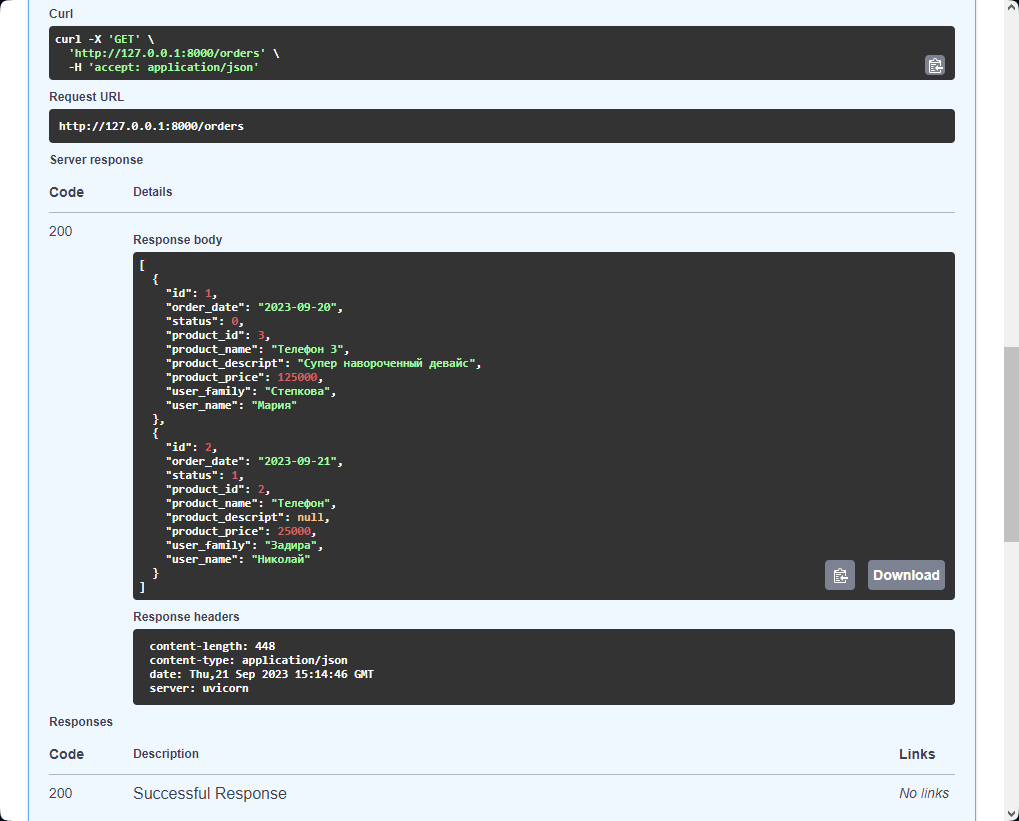 Curl
curl -X 'GET' \
  'http://127.0.0.1:8000/orders' \
  -H 'accept: application/json'
Request URL
http://127.0.0.1:8000/orders
Server response
Code Details
200
Response body
[
  {
    "id": 1,
    "order_date": "2023-09-20",
    "status": 0,
    "product_id": 3,
    "product_name": "Телефон 3",
    "product_descript": "Супер навороченный девайс",
    "product_price": 125000,
    "user_family": "Степкова",
    "user_name": "Мария"
  },
  {
    "id": 2,
    "order_date": "2023-09-21",
    "status": 1,
    "product_id": 2,
    "product_name": "Телефон",
    "product_descript": null,
    "product_price": 25000,
    "user_family": "Задира",
    "user_name": "Николай"
  }
]
Download
Response headers
content-length: 448
content-type: application/json
date: Thu,21 Sep 2023 15:14:46 GMT
server: uvicorn
Responses
Code Description Links
200 Successful Response No links